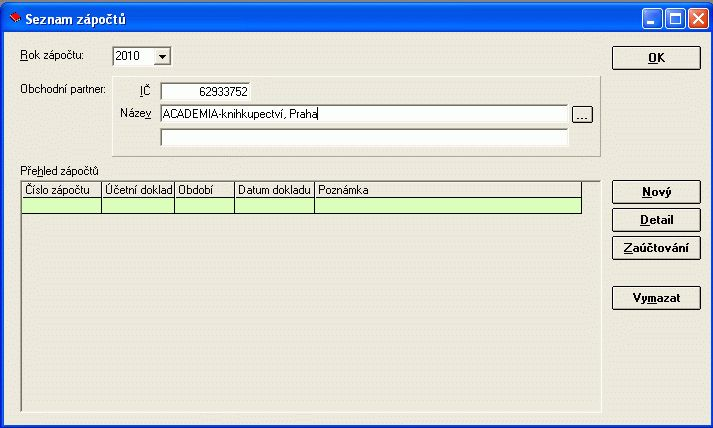 Seznam zápočtů
Rok zápočtu: 2010 OK
Obchodní partner: IČ 62933752
Název ACADEMIA-knihkupectví, Praha ...
Přehled zápočtů
Číslo zápočtu Účetní doklad Období Datum dokladu Poznámka
Nový
Detail
Zaúčtování
Vymazat